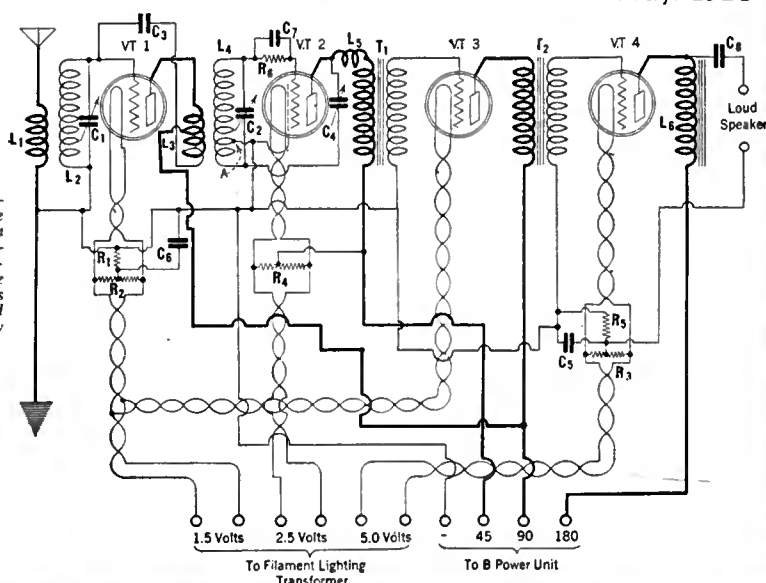 C3
VT 1
L4
C7
VT 2
L5
T1
VT 3
T2
VT 4
C8
R6
L1
C1
L3
C2
C4
L6
Loud
Speaker
L2
A
R1
C6
R2
R4
R5
C5
R3
1.5 Volts
2.5 Volts
5.0 Volts
-
45
90
180
To Filament Lighting
Transformer
To B Power Unit